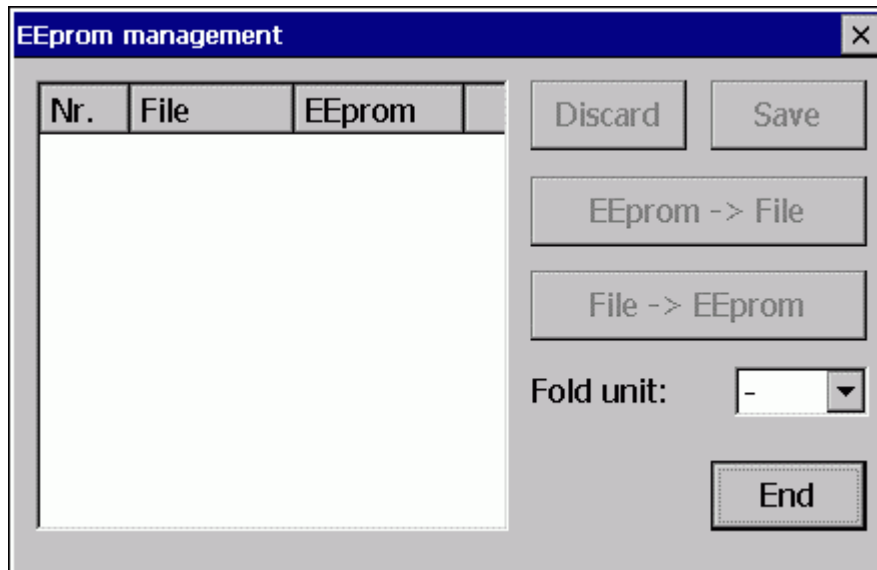 EEprom management
Nr. File EEprom
Discard Save
EEprom -> File
File -> EEprom
Fold unit: -
End